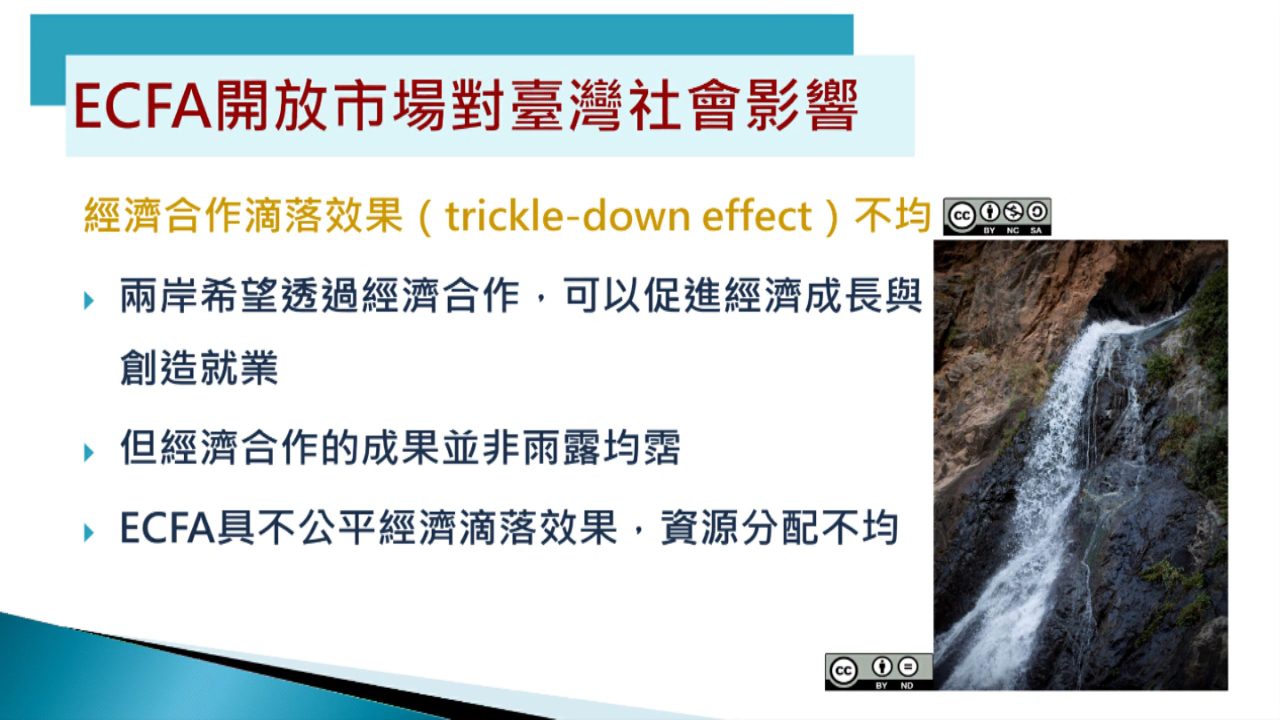 ECFA開放市場對臺灣社會影響
經濟合作滴落效果（trickle-down effect）不均
cc BY NC SA
兩岸希望透過經濟合作，可以促進經濟成長與
創造就業
但經濟合作的成果並非雨露均霑
ECFA具不公平經濟滴落效果，資源分配不均
cc BY ND